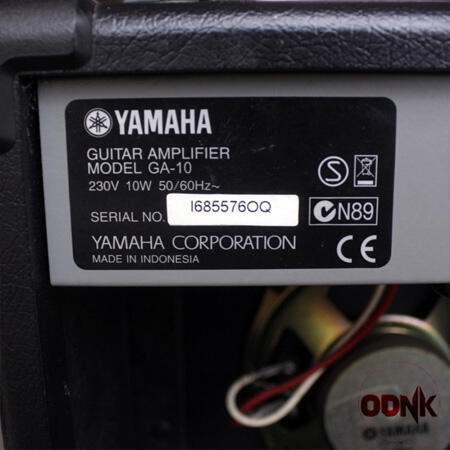 YAMAHA
GUITAR AMPLIFIER
MODEL GA-10
230V 10W 50/60Hz~
SERIAL NO. I685576OQ
S
N89
YAMAHA CORPORATION
MADE IN INDONESIA
CE
YAMAHA
ODNK